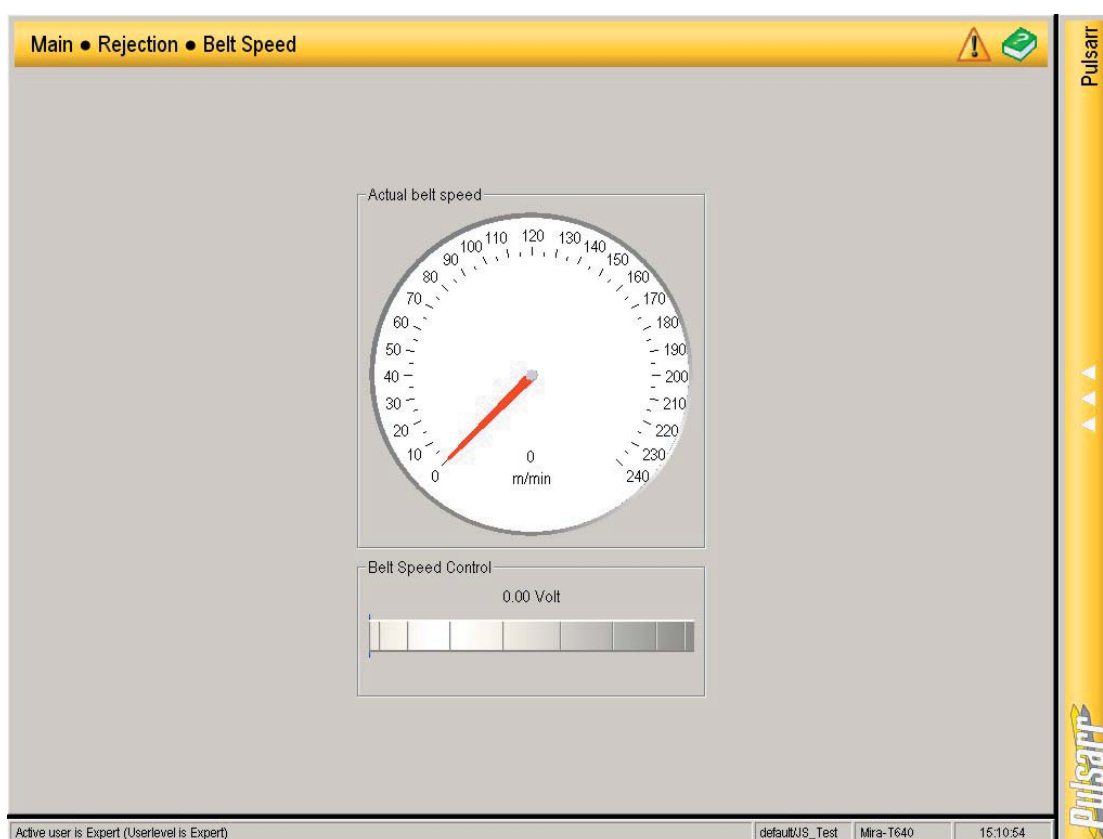 Main ● Rejection ● Belt Speed
Pulsarr
Actual belt speed
0
10
20
30
40
50
60
70
80
90
100
110
120
130
140
150
160
170
180
190
200
210
220
230
240
0
m/min
Belt Speed Control
0.00 Volt
pulsarr
Active user is Expert (Userlevel is Expert)
default/JS_Test
Mira-T640
15:10:54